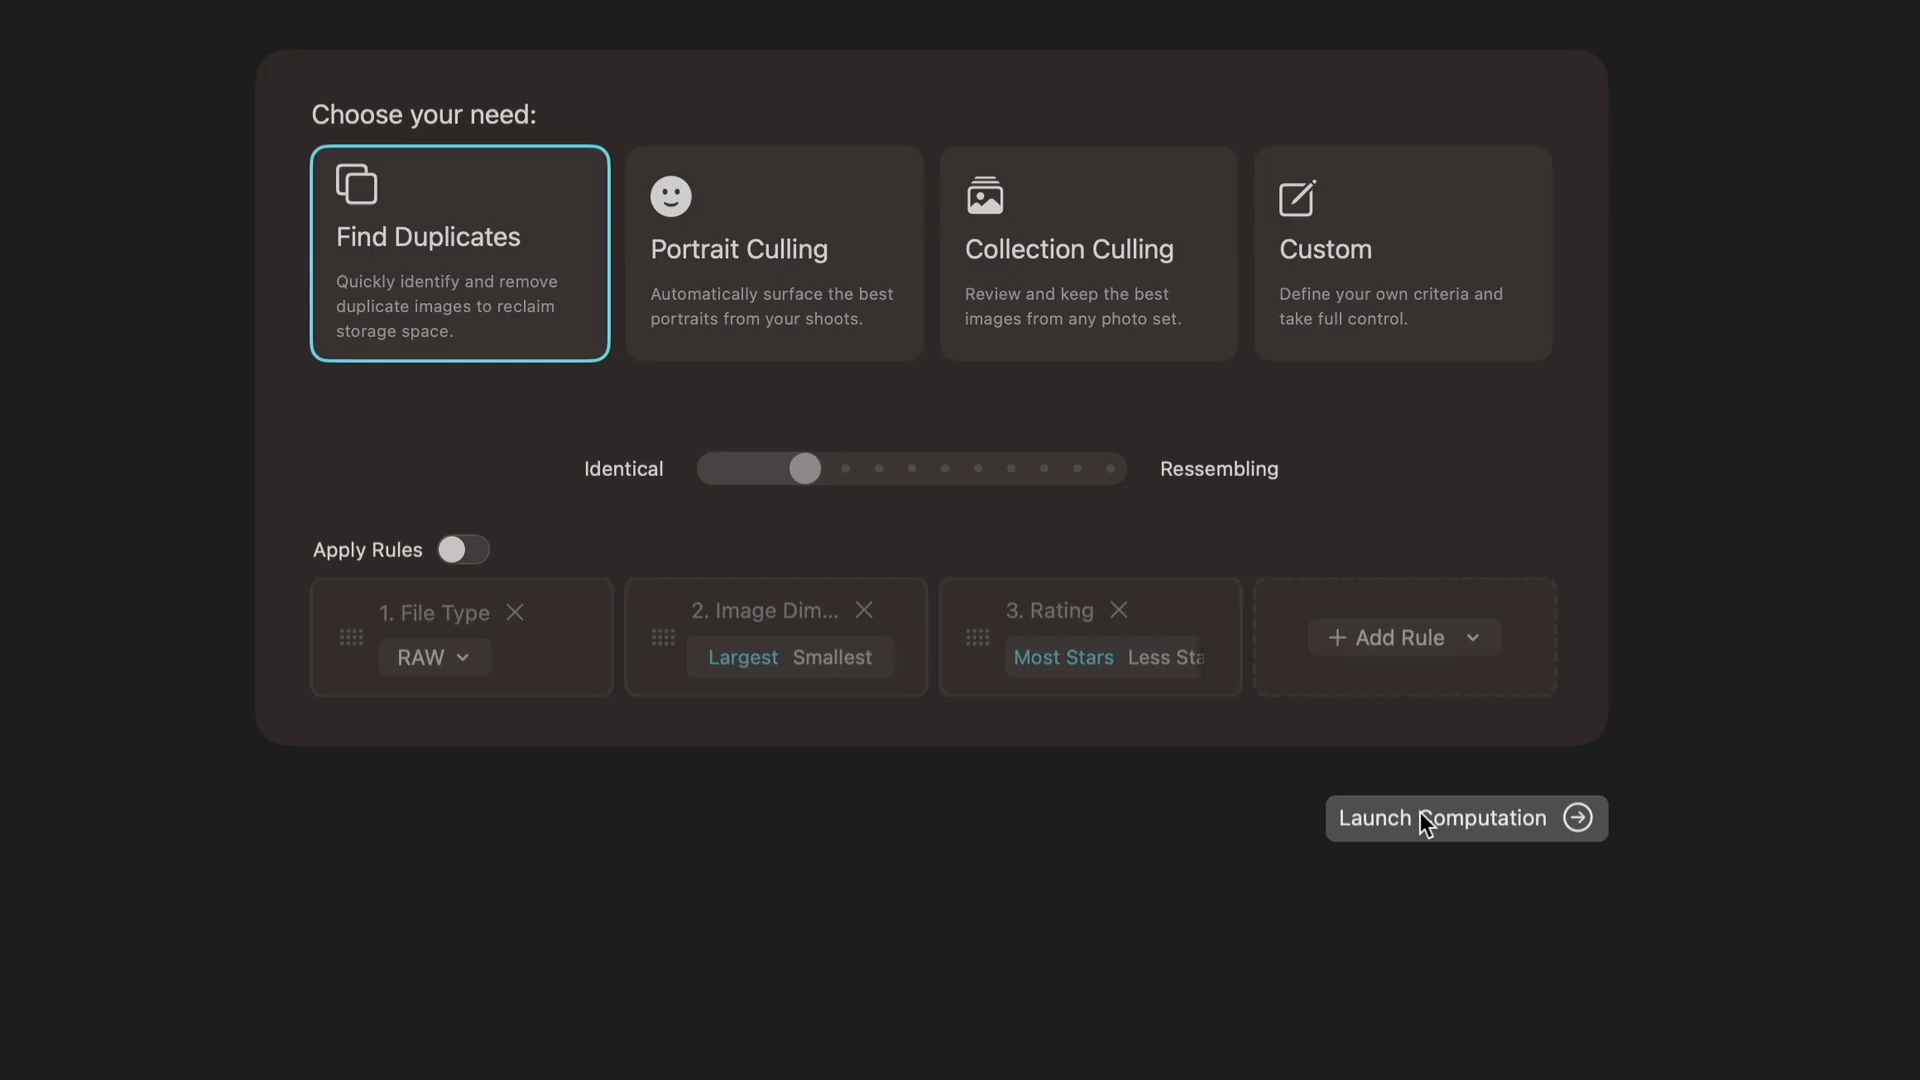 Choose your need:
Find Duplicates
Quickly identify and remove
duplicate images to reclaim
storage space.
Portrait Culling
Automatically surface the best
portraits from your shoots.
Collection Culling
Review and keep the best
images from any photo set.
Custom
Define your own criteria and
take full control.
Identical
Ressembling
Apply Rules
1. File Type
RAW
2. Image Dim...
Largest Smallest
3. Rating
Most Stars Less Sta
+ Add Rule
Launch Computation